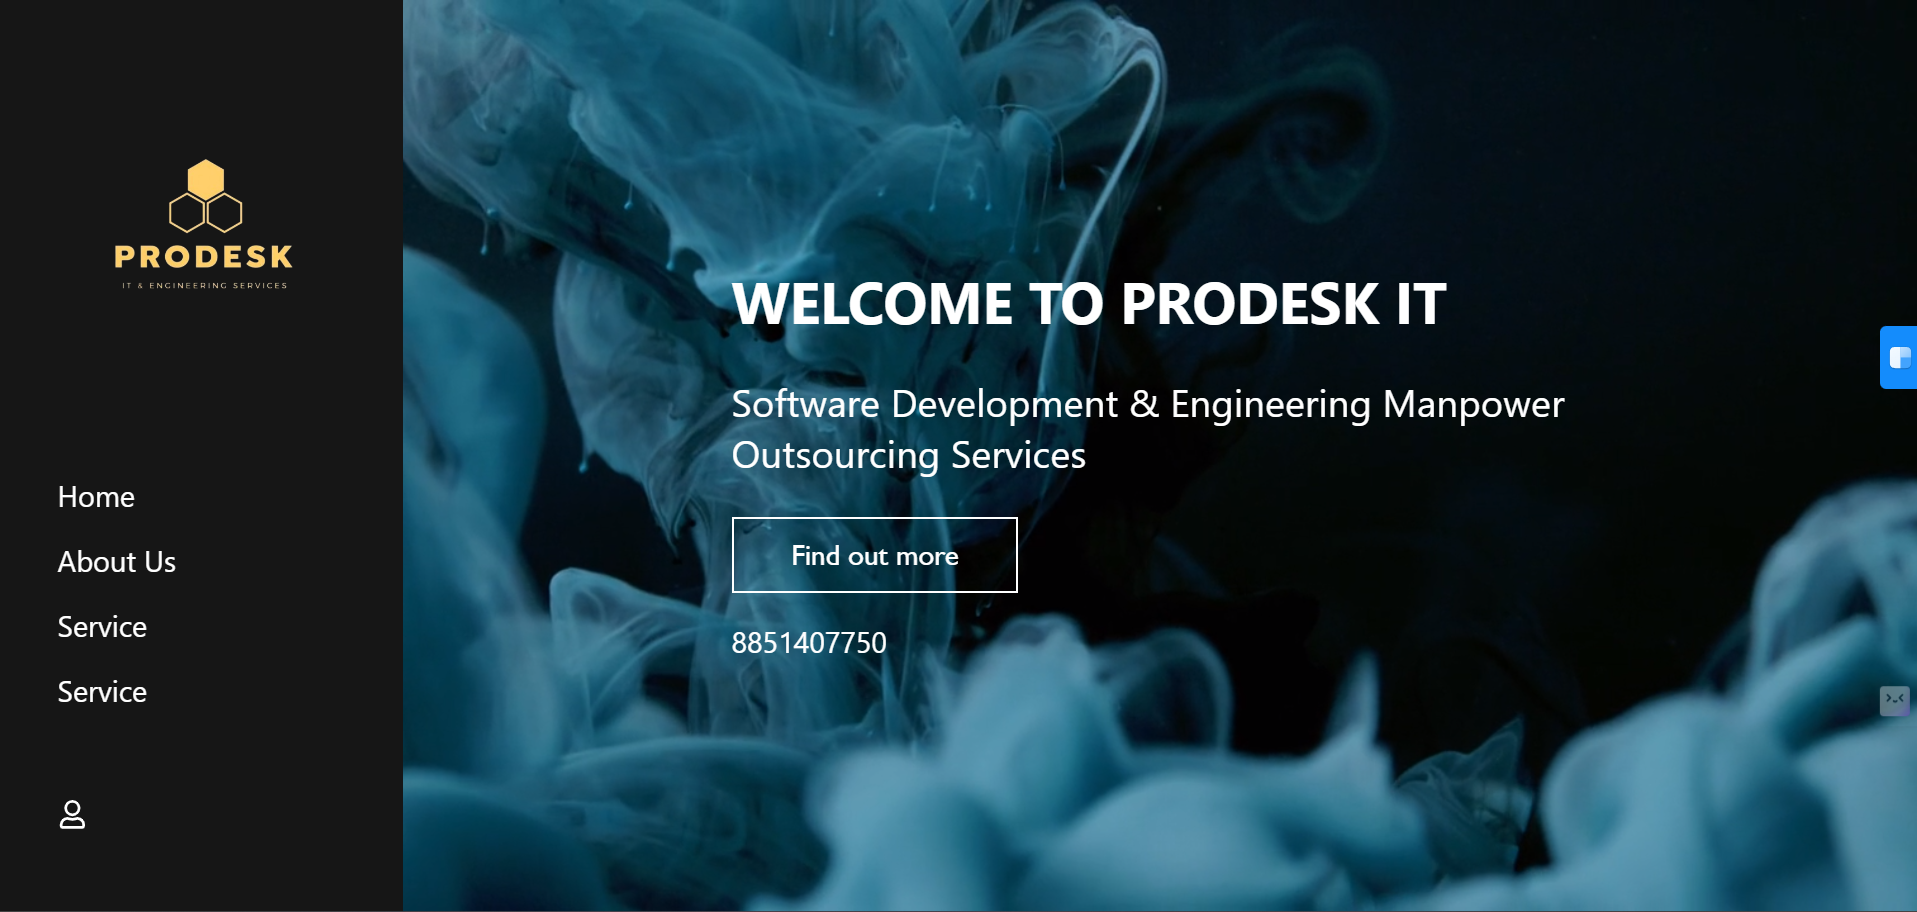 PRODESK
IT & ENGINEERING SERVICES
Home
About Us
Service
Service
WELCOME TO PRODESK IT
Software Development & Engineering Manpower
Outsourcing Services
Find out more
8851407750